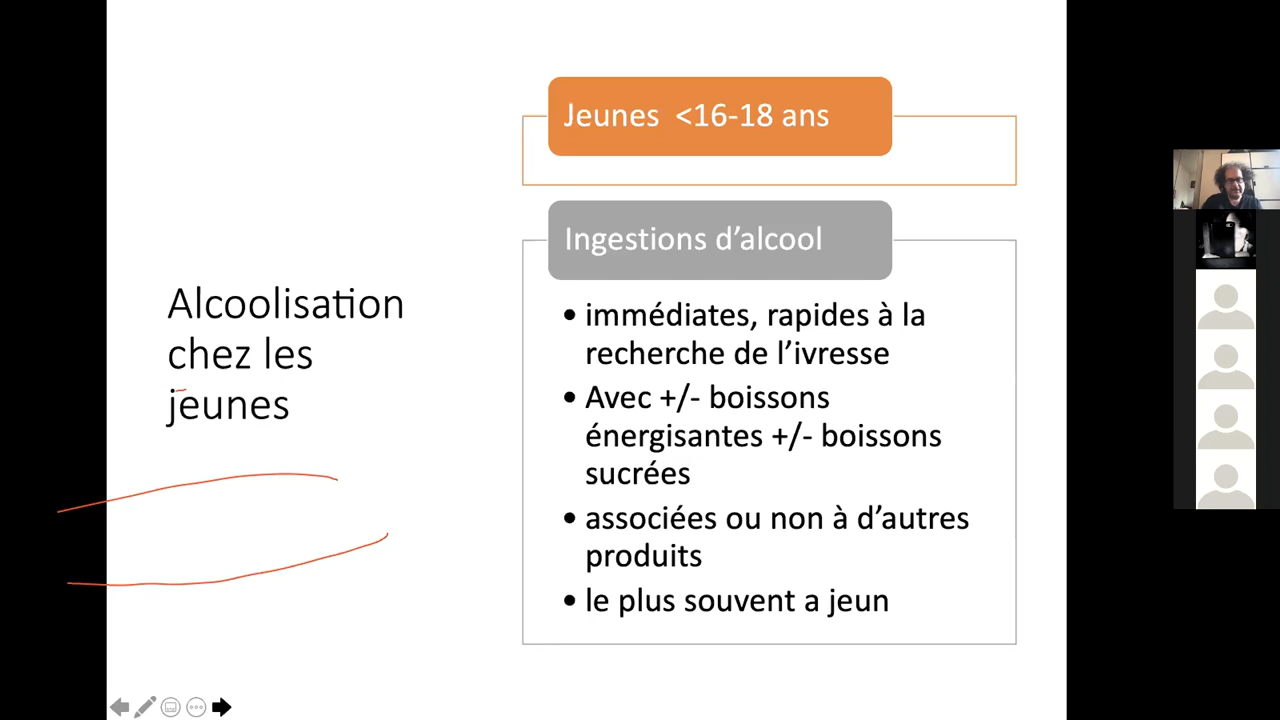 Alcoolisation
chez les
jeunes
Jeunes <16-18 ans
Ingestions d’alcool
• immédiates, rapides à la
recherche de l’ivresse
• Avec +/- boissons
énergisantes +/- boissons
sucrées
• associées ou non à d’autres
produits
• le plus souvent a jeun